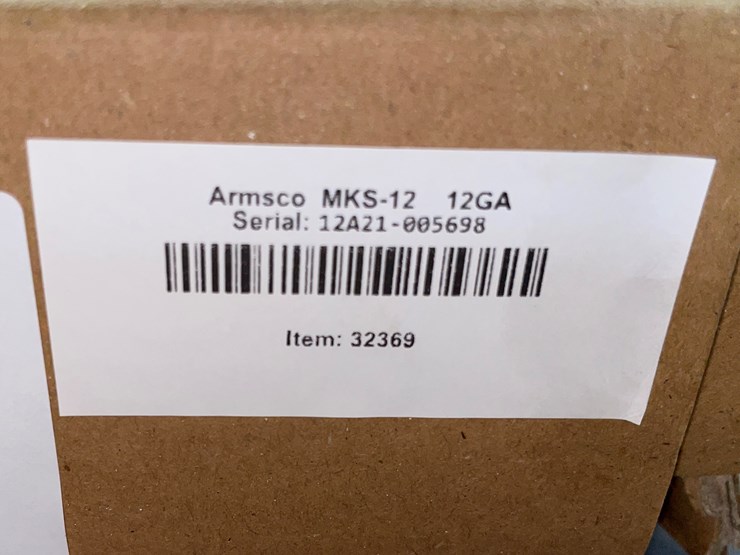 Armsco MKS-12 12GA
Serial: 12A21-005698
Item: 32369